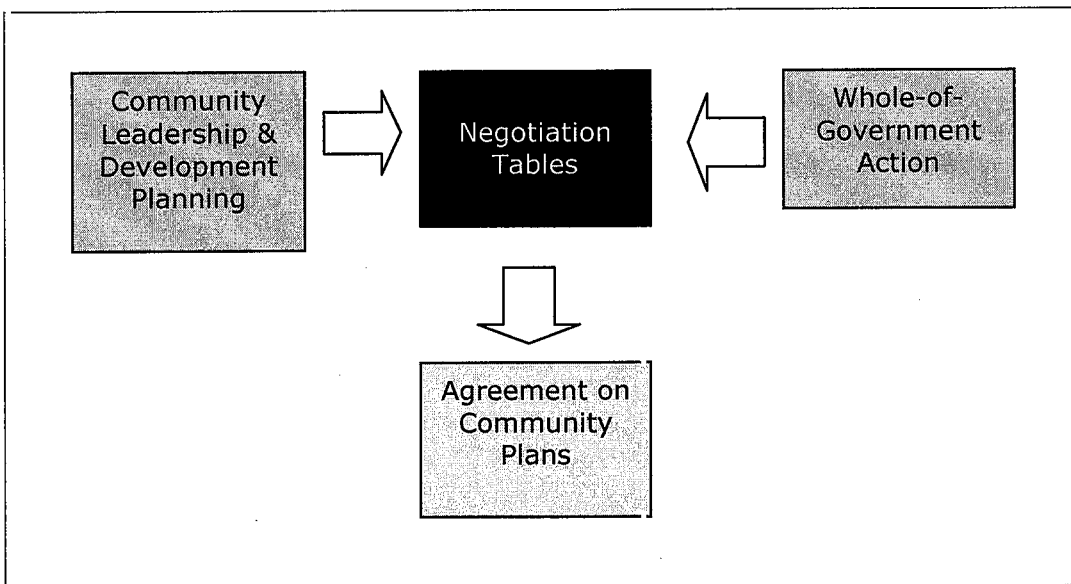 Community
Leadership &
Development
Planning
Negotiation
Tables
Whole-of-
Government
Action
Agreement on
Community
Plans